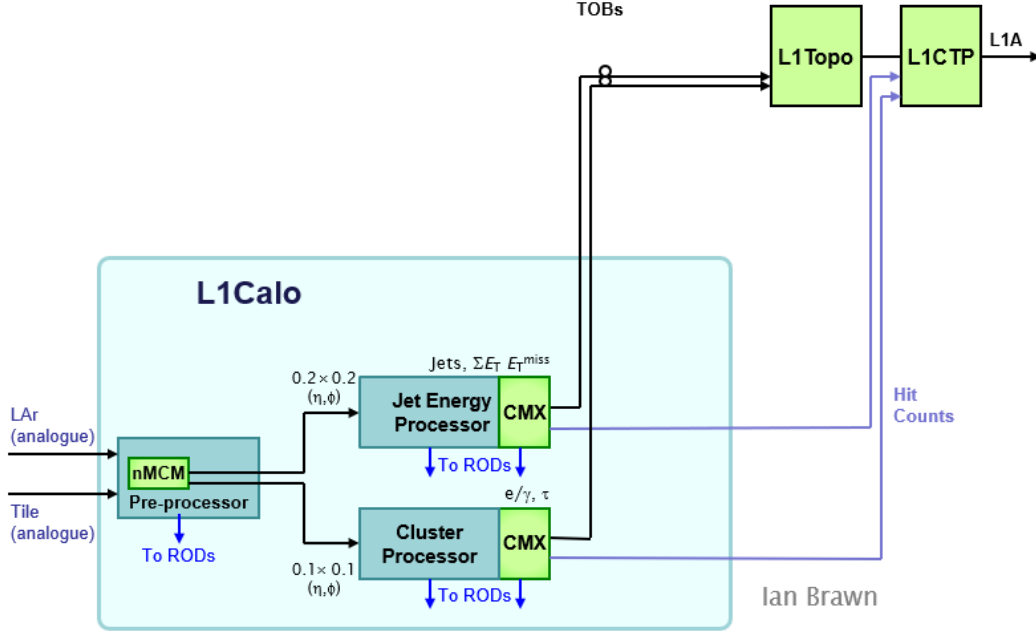 TOBs
L1Topo
L1CTP
L1A
L1Calo
Jets, ΣE_T E_T^miss
0.2 × 0.2
(η,ϕ)
Jet Energy
Processor
CMX
Hit
Counts
LAr
(analogue)
To RODs
nMCM
Pre-processor
e/γ, τ
Tile
(analogue)
Cluster
Processor
CMX
To RODs
0.1 × 0.1
(η,ϕ)
To RODs
Ian Brawn